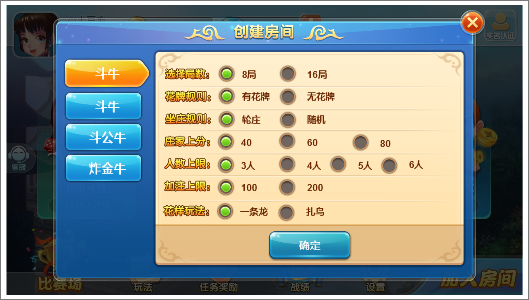 创建房间
斗牛
斗牛
斗公牛
炸金牛
选择局数: 8局 16局
花牌规则: 有花牌 无花牌
坐庄规则: 轮庄 随机
庄家上分: 40 60 80
人数上限: 3人 4人 5人 6人
加注上限: 100 200
花样玩法: 一条龙 扎鸟
确定
比赛场 玩法 任务奖励 战绩 设置 加入房间